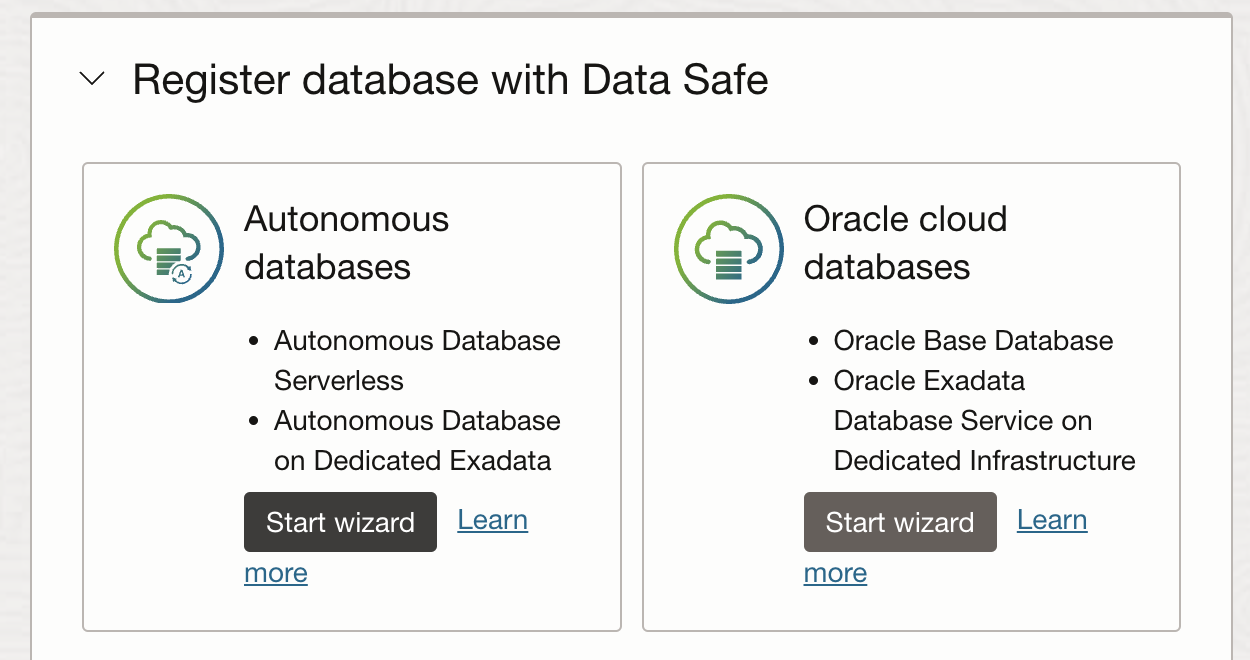 Register database with Data Safe
Autonomous
databases
A
• Autonomous Database
Serverless
• Autonomous Database
on Dedicated Exadata
Start wizard Learn
more
Oracle cloud
databases
• Oracle Base Database
• Oracle Exadata
Database Service on
Dedicated Infrastructure
Start wizard Learn
more